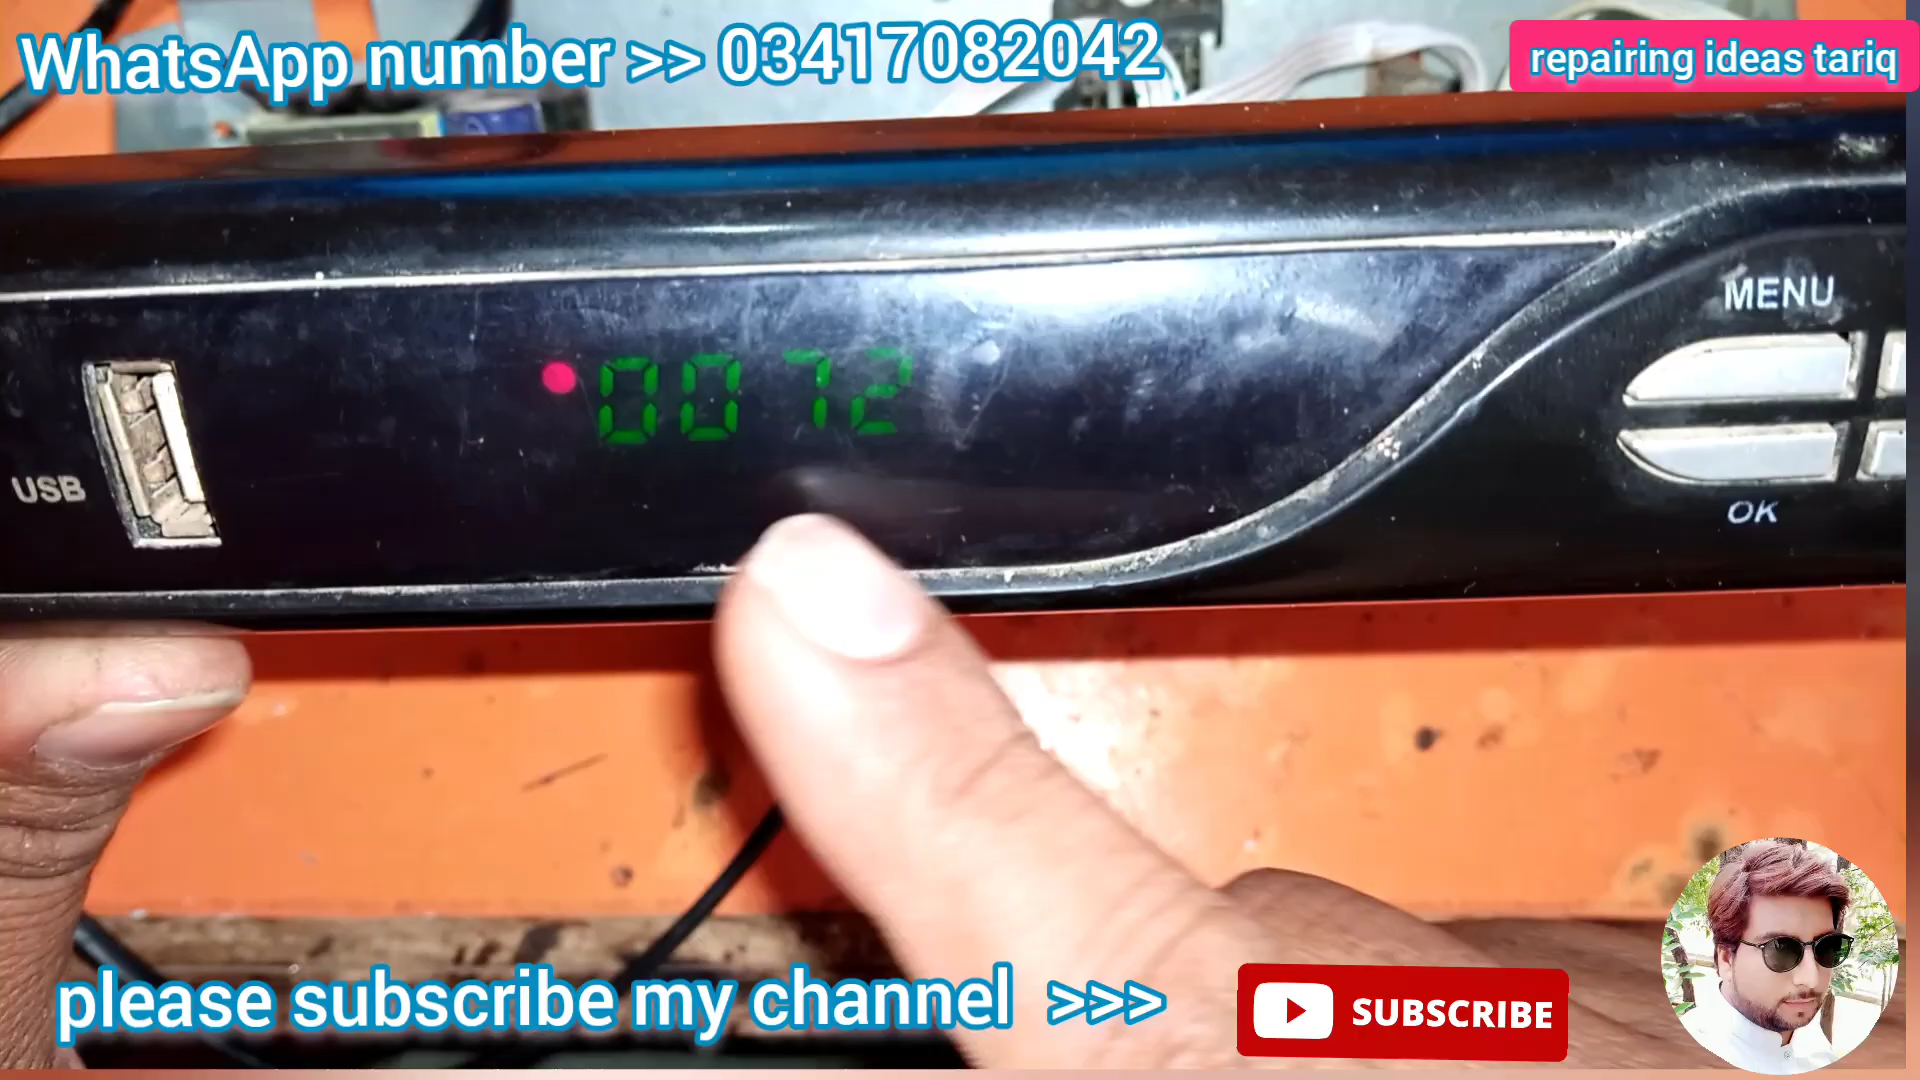 WhatsApp number >> 03417082042
repairing ideas tariq
MENU
0072
USB
OK
please subscribe my channel >>>
SUBSCRIBE